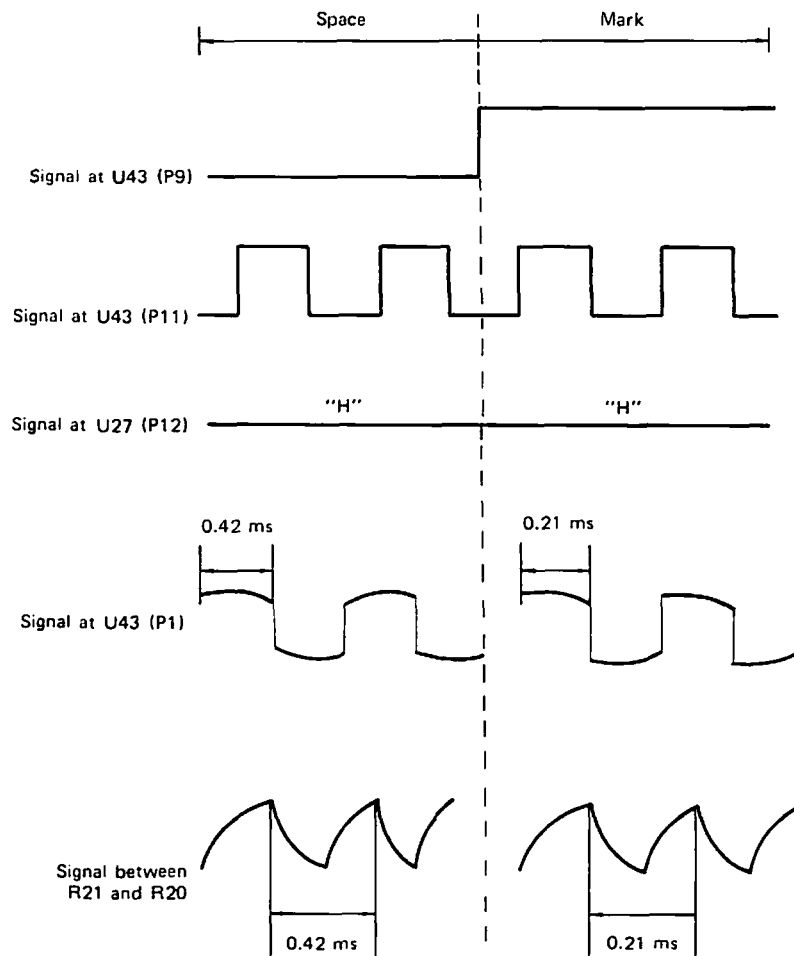 Space
Mark
Signal at U43 (P9)
Signal at U43 (P11)
"H"
"H"
Signal at U27 (P12)
0.42 ms
0.21 ms
Signal at U43 (P1)
Signal between
R21 and R20
0.42 ms
0.21 ms